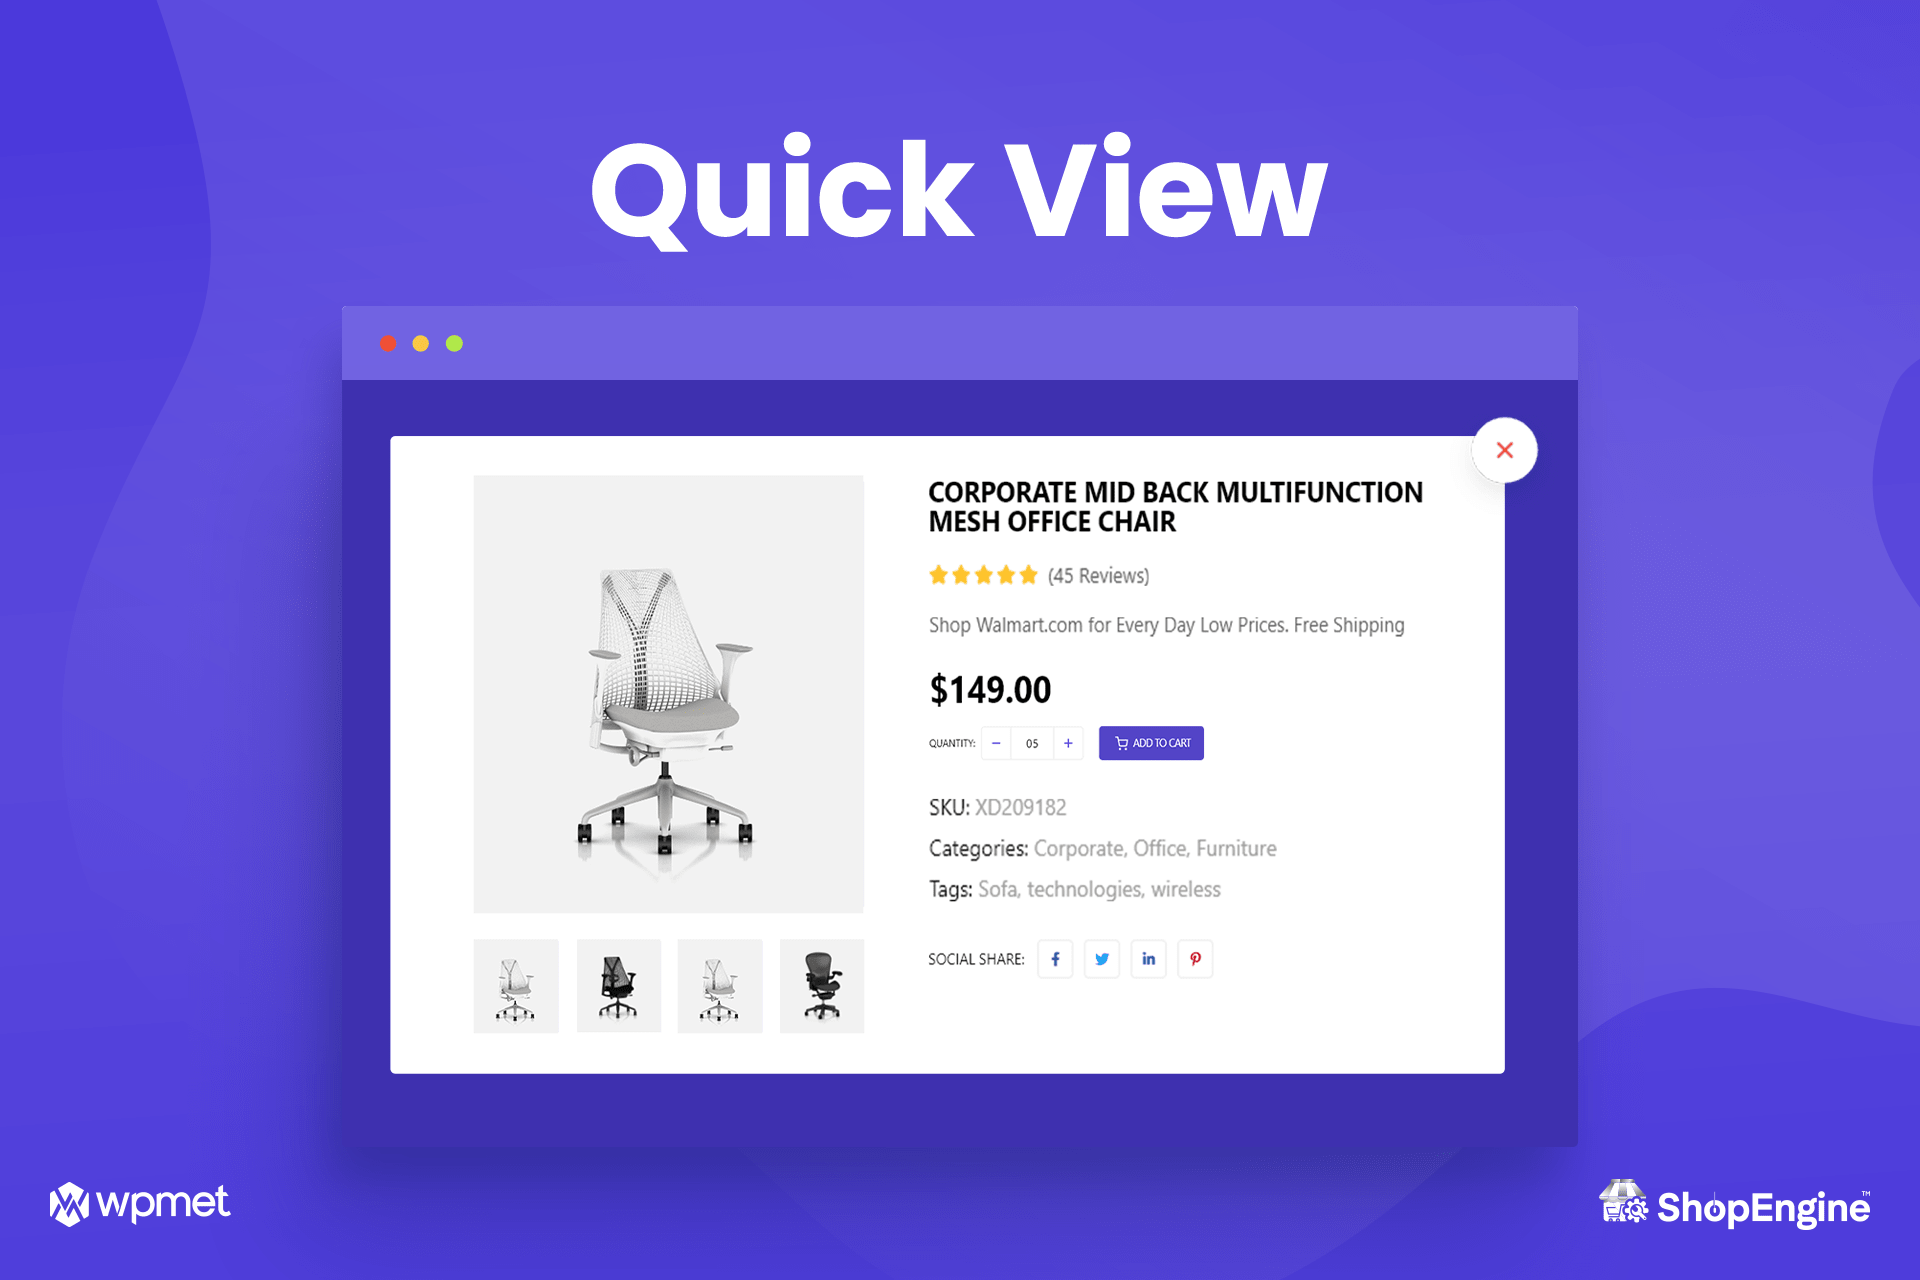 Quick View
CORPORATE MID BACK MULTIFUNCTION
MESH OFFICE CHAIR
(45 Reviews)
Shop Walmart.com for Every Day Low Prices. Free Shipping
$149.00
QUANTITY: − 05 + ADD TO CART
SKU: XD209182
Categories: Corporate, Office, Furniture
Tags: Sofa, technologies, wireless
SOCIAL SHARE: f in
wpmet
ShopEngine™